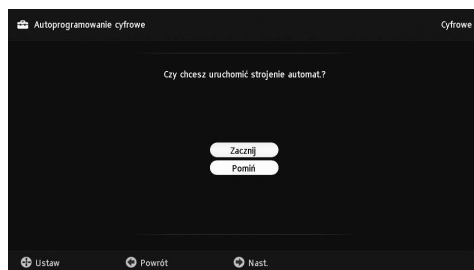 Autoprogramowanie cyfrowe Cyfrowe
Czy chcesz uruchomić strojenie automat.?
Zacznij
Pomiń
Ustaw Powrót Nast.